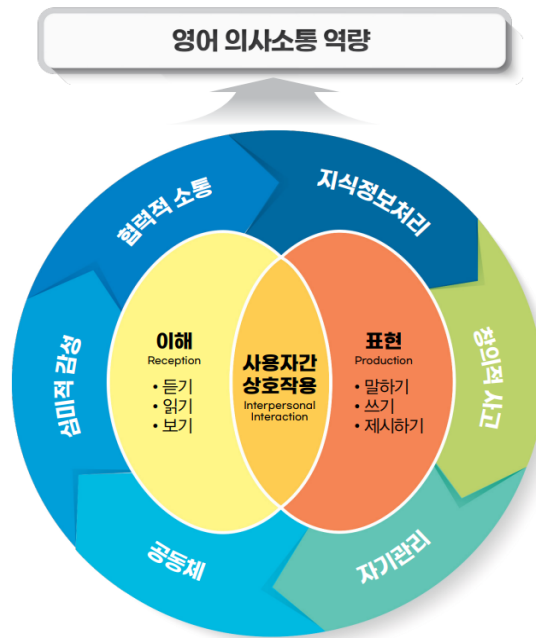 영어 의사소통 역량
협력적 소통
지식정보처리
창의적 사고
자기관리
공동체
심미적 감성
이해
Reception
• 듣기
• 읽기
• 보기
사용자간
상호작용
Interpersonal
Interaction
표현
Production
• 말하기
• 쓰기
• 제시하기